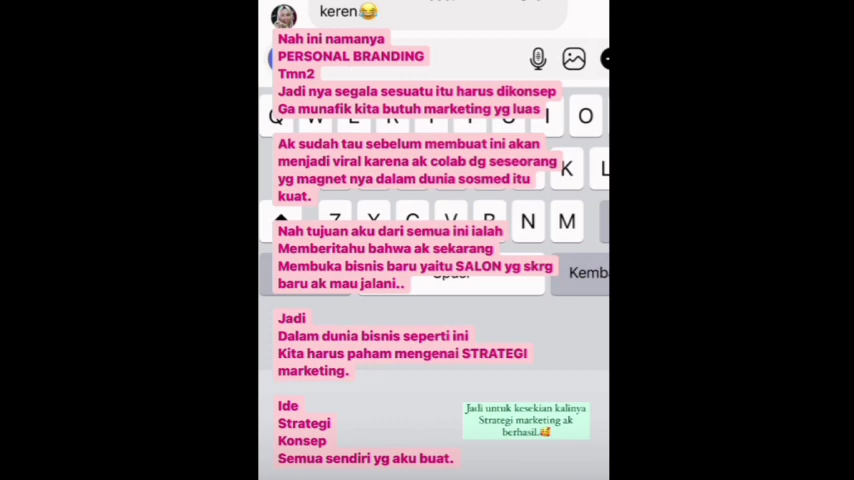 keren😂
Nah ini namanya
PERSONAL BRANDING
Tmn2
Jadi nya segala sesuatu itu harus dikonsep
Ga munafik kita butuh marketing yg luas
O
Ak sudah tau sebelum membuat ini akan
menjadi viral karena ak colab dg seseorang
yg magnet nya dalam dunia sosmed itu
kuat.
K L
N M
Nah tujuan aku dari semua ini ialah
Memberitahu bahwa ak sekarang
Membuka bisnis baru yaitu SALON yg skrg
baru ak mau jalani..
Jadi
Dalam dunia bisnis seperti ini
Kita harus paham mengenai STRATEGI
marketing.
Ide
Strategi
Konsep
Semua sendiri yg aku buat.
Jadi untuk kesekian kalinya
Strategi marketing ak
berhasil.🥰